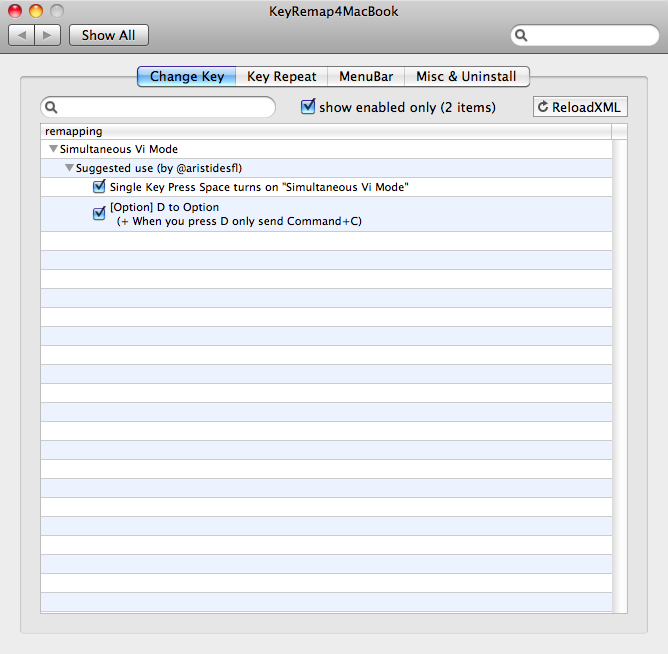 KeyRemap4MacBook
Show All
Change Key
Key Repeat
MenuBar
Misc & Uninstall
show enabled only (2 items)
ReloadXML
remapping
Simultaneous Vi Mode
Suggested use (by @aristidesfl)
Single Key Press Space turns on "Simultaneous Vi Mode"
[Option] D to Option
(+ When you press D only send Command+C)